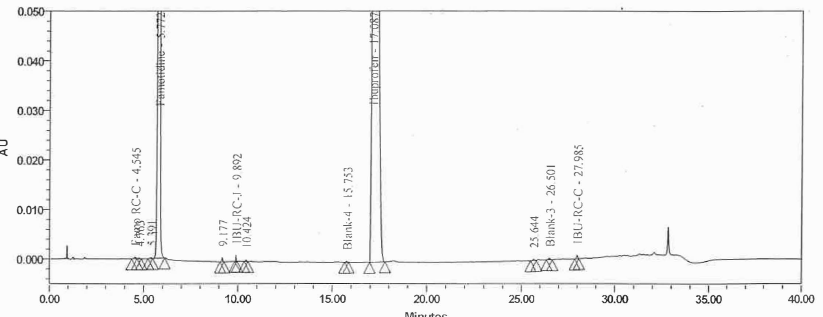 0.050
0.040
0.030
0.020
0.010
0.000
AU
RC-C - 4.545
5.391
Famotidine - 5.772
9.177
IBU-RC-J - 9.892
10.424
Blank-4 - 15.753
Ibuprofen - 17.087
25.644
Blank-3 - 26.501
IBU-RC-C - 27.985
0.00 5.00 10.00 15.00 20.00 25.00 30.00 35.00 40.00
Minutes